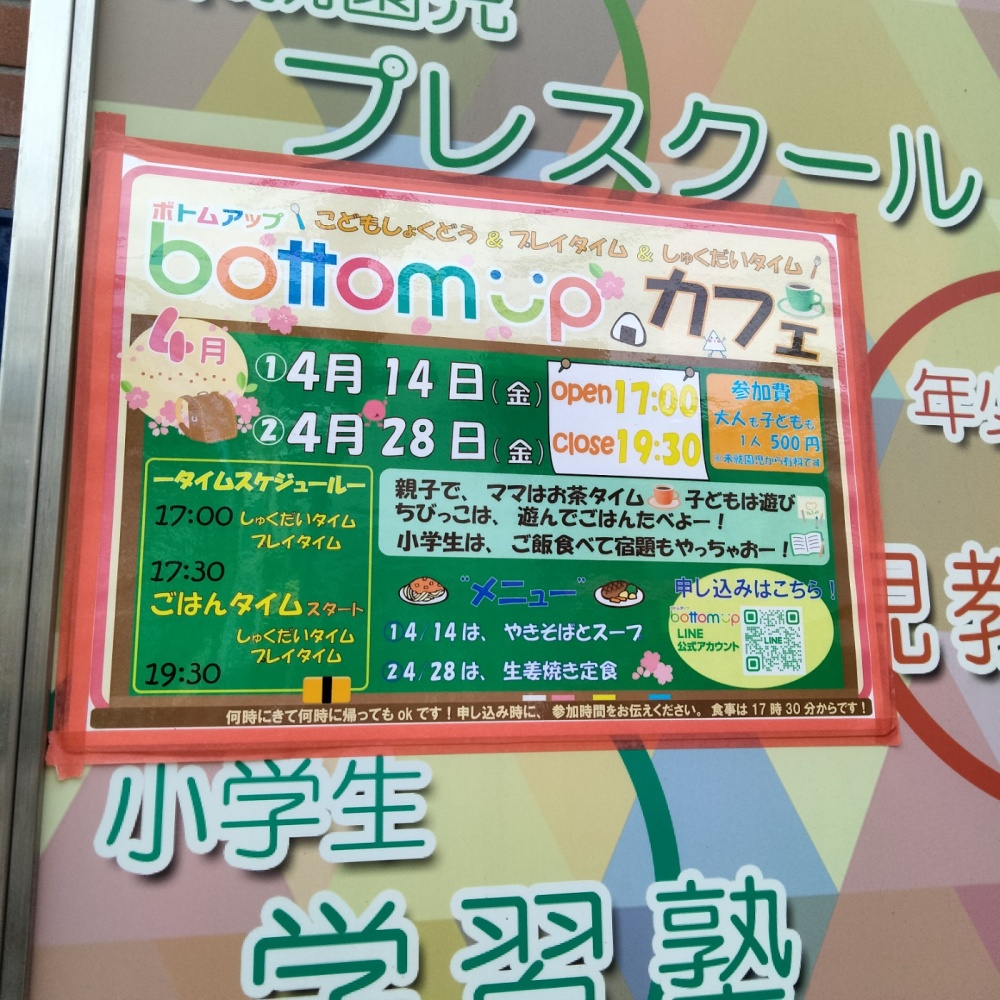 プレスクール
ボトムアップ こどもしょくどう & プレイタイム & しゅくだいタイム
bottom up カフェ
4月
①4月 14日(金)
②4月 28日(金)
open 17:00
close 19:30
参加費
大人も子どもも
1人 500円
※未就園児から有料です
ータイムスケジュールー
17:00 しゅくだいタイム
プレイタイム
17:30
ごはんタイム スタート
しゅくだいタイム
プレイタイム
19:30
親子で、ママはお茶タイム 子どもは遊び
ちびっこは、遊んでごはんたべよー!
小学生は、ご飯食べて宿題もやっちゃおー!
"メニュー"
①4/14は、やきそばとスープ
②4/28は、生姜焼き定食
申し込みはこちら!
bottom up
LINE
公式アカウント
LINE
何時にきて何時に帰ってもokです!申し込み時に、参加時間をお伝えください。食事は17時30分からです!
年少
児教
小学生
学習塾